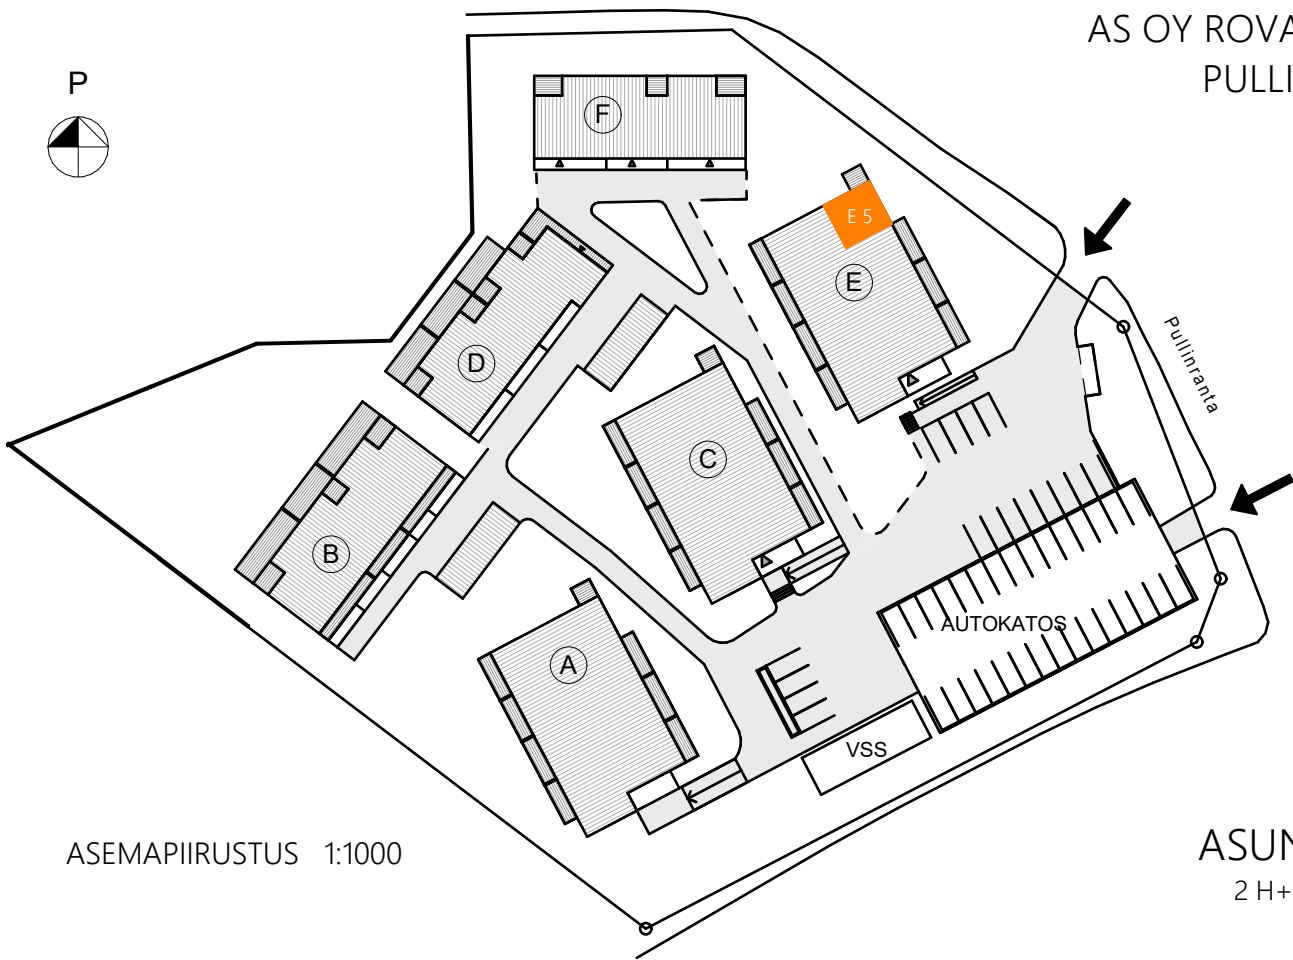 AS OY ROVA
PULLI
P
F
E 5
E
D
C
B
A
Pullinranta
AUTOKATOS
VSS
ASEMAPIIRUSTUS 1:1000
ASUN
2 H+